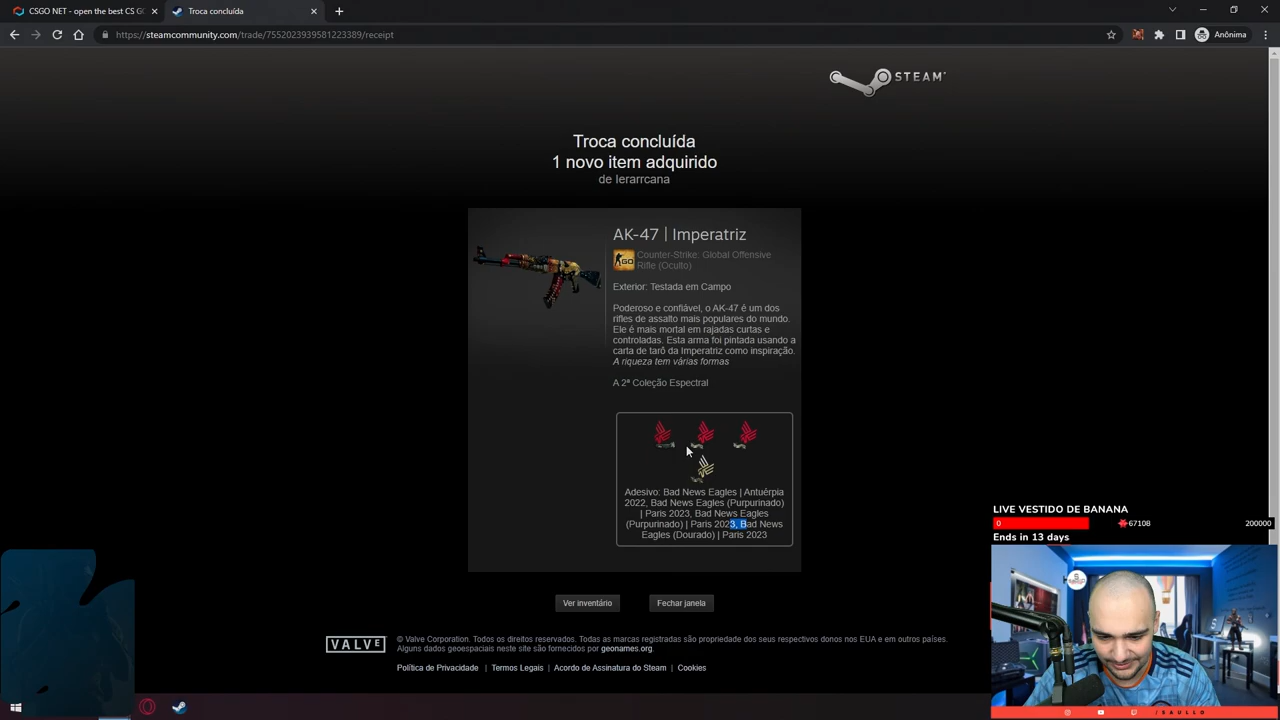 CSGO NET - open the best CS G
Troca concluída
https://steamcommunity.com/trade/7552023939581223389/receipt
Anônima
STEAM
Troca concluída
1 novo item adquirido
de Ierarrcana
AK-47 | Imperatriz
Counter-Strike: Global Offensive
Rifle (Oculto)
Exterior: Testada em Campo
Poderoso e confiável, o AK-47 é um dos
rifles de assalto mais populares do mundo.
Ele é mais mortal em rajadas curtas e
controladas. Esta arma foi pintada usando a
carta de tarô da Imperatriz como inspiração.
A riqueza tem várias formas
A 2ª Coleção Espectral
Adesivo: Bad News Eagles | Antuérpia
2022, Bad News Eagles (Purpurinado)
| Paris 2023, Bad News Eagles
(Purpurinado) | Paris 2023, Bad News
Eagles (Dourado) | Paris 2023
Ver inventário
Fechar janela
VALVE
© Valve Corporation. Todos os direitos reservados. Todas as marcas registradas são propriedade dos seus respectivos donos nos EUA e em outros países.
Alguns dados geoespaciais neste site são fornecidos por geonames.org.
Política de Privacidade | Termos Legais | Acordo de Assinatura do Steam | Cookies
LIVE VESTIDO DE BANANA
0 67108 200000
Ends in 13 days
/SAULLO